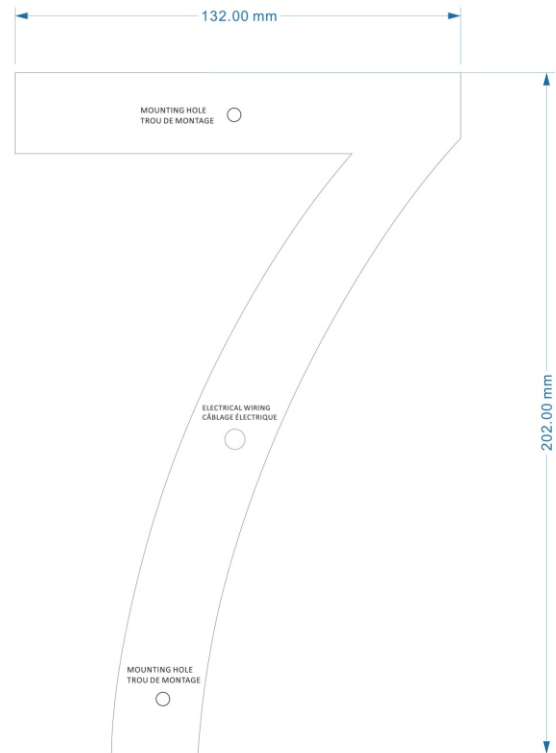 132.00 mm
MOUNTING HOLE
TROU DE MONTAGE
202.00 mm
ELECTRICAL WIRING
CÂBLAGE ÉLECTRIQUE
MOUNTING HOLE
TROU DE MONTAGE